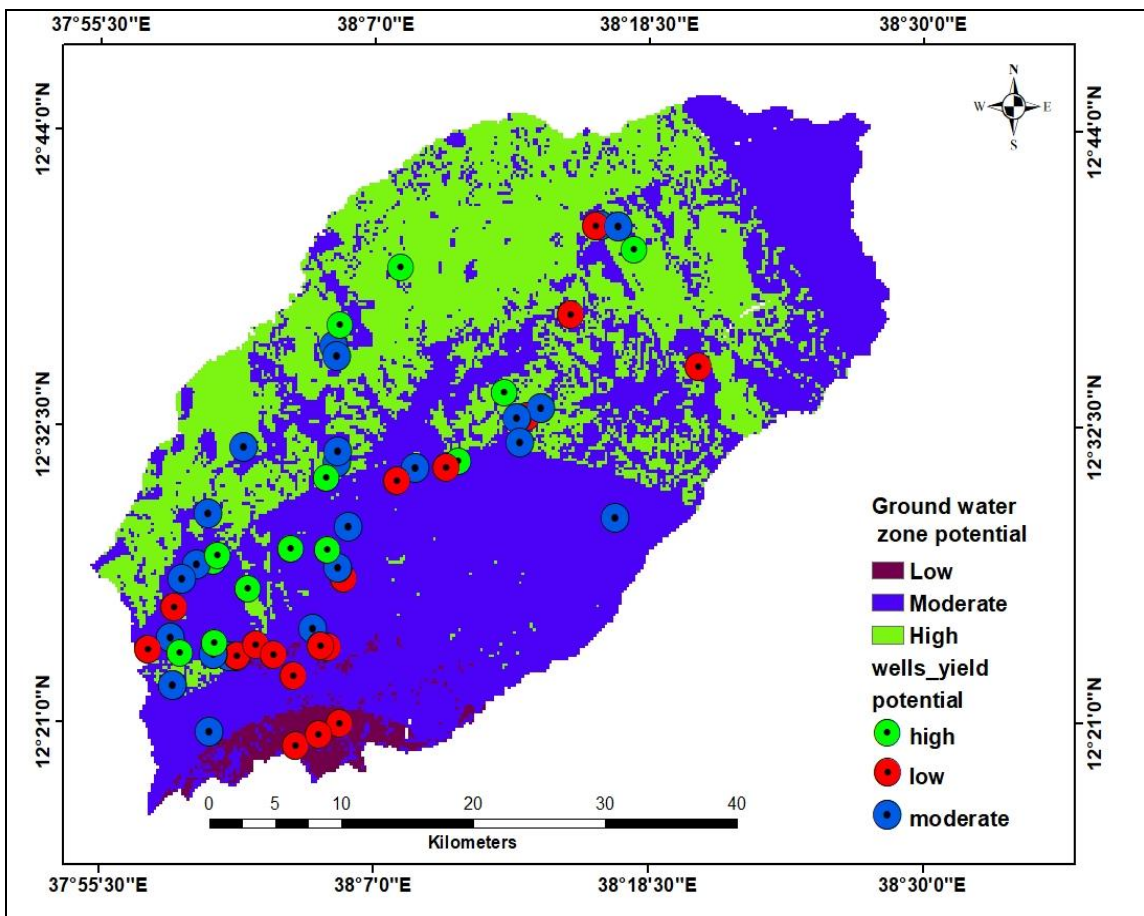 37°55'30"E 38°7'0"E 38°18'30"E 38°30'0"E
N
W E
S
12°44'0"N 12°44'0"N
12°32'30"N 12°32'30"N
12°21'0"N 12°21'0"N
Ground water
zone potential
Low
Moderate
High
wells_yield
potential
high
low
moderate
0 5 10 20 30 40
Kilometers
37°55'30"E 38°7'0"E 38°18'30"E 38°30'0"E